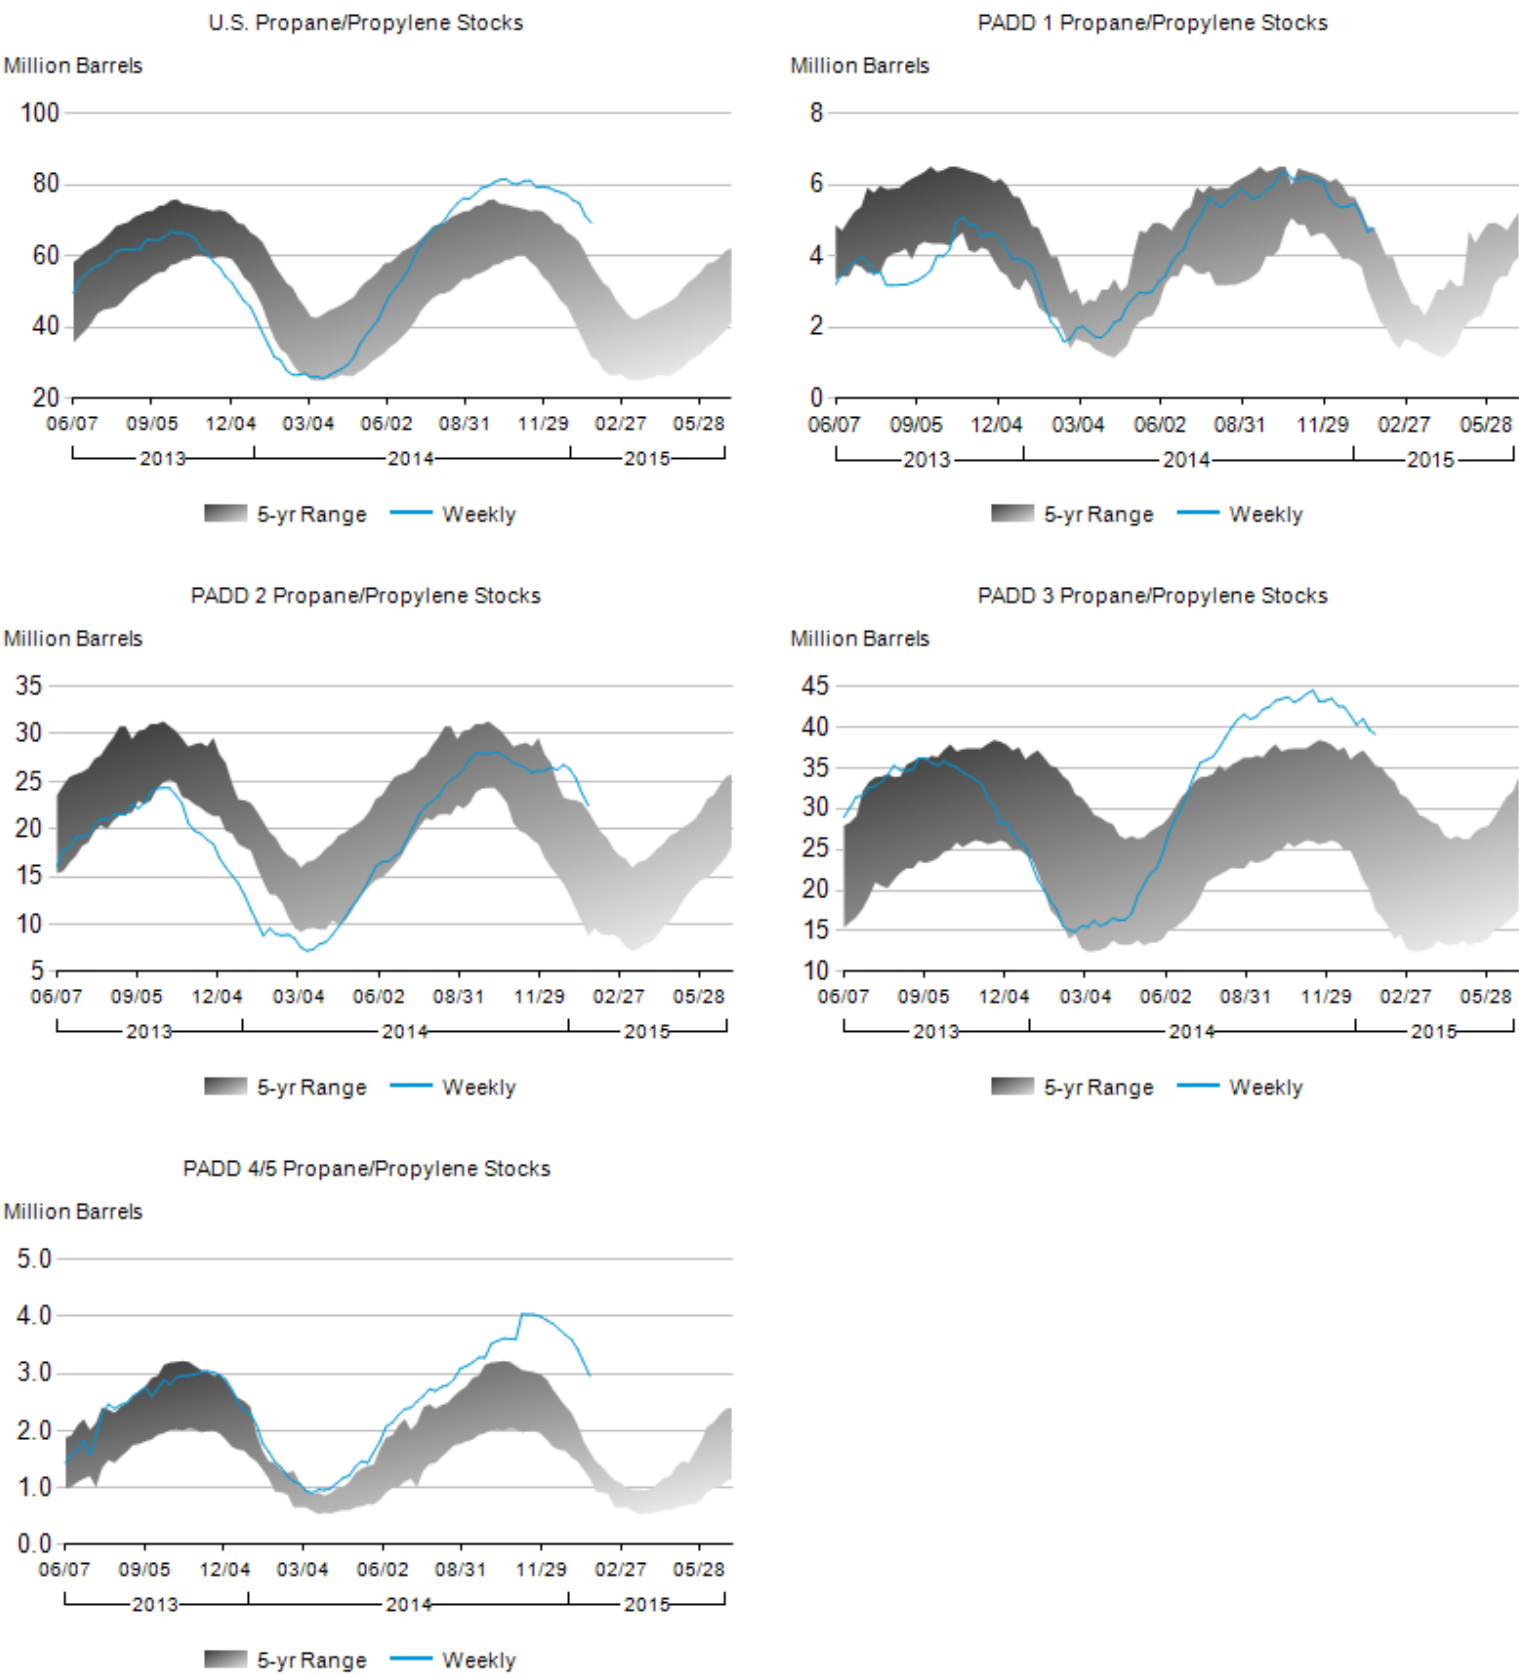 U.S. Propane/Propylene Stocks
Million Barrels
100
80
60
40
20
06/07 09/05 12/04 03/04 06/02 08/31 11/29 02/27 05/28
2013 2014 2015
5-yr Range Weekly
PADD 1 Propane/Propylene Stocks
Million Barrels
8
6
4
2
0
06/07 09/05 12/04 03/04 06/02 08/31 11/29 02/27 05/28
2013 2014 2015
5-yr Range Weekly
PADD 2 Propane/Propylene Stocks
Million Barrels
35
30
25
20
15
10
5
06/07 09/05 12/04 03/04 06/02 08/31 11/29 02/27 05/28
2013 2014 2015
5-yr Range Weekly
PADD 3 Propane/Propylene Stocks
Million Barrels
45
40
35
30
25
20
15
10
06/07 09/05 12/04 03/04 06/02 08/31 11/29 02/27 05/28
2013 2014 2015
5-yr Range Weekly
PADD 4/5 Propane/Propylene Stocks
Million Barrels
5.0
4.0
3.0
2.0
1.0
0.0
06/07 09/05 12/04 03/04 06/02 08/31 11/29 02/27 05/28
2013 2014 2015
5-yr Range Weekly